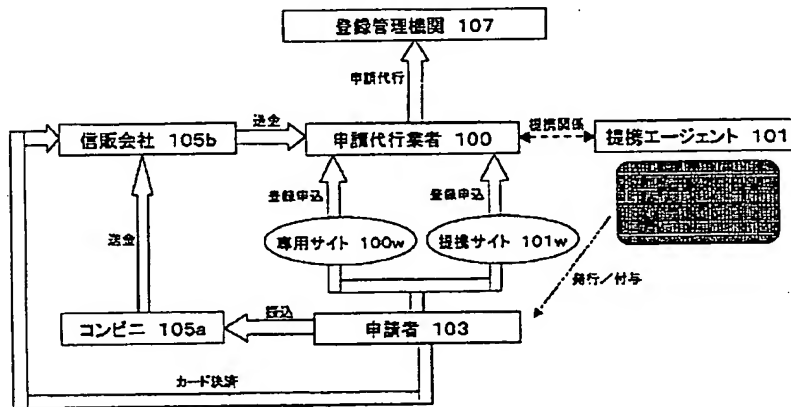 登録管理機関 107
申請代行
信販会社 105b
送金
申請代行業者 100
提携関係
提携エージェント 101
登録申込
登録申込
送金
専用サイト 100w
提携サイト 101w
発行/付与
コンビニ 105a
振込
申請者 103
カード決済